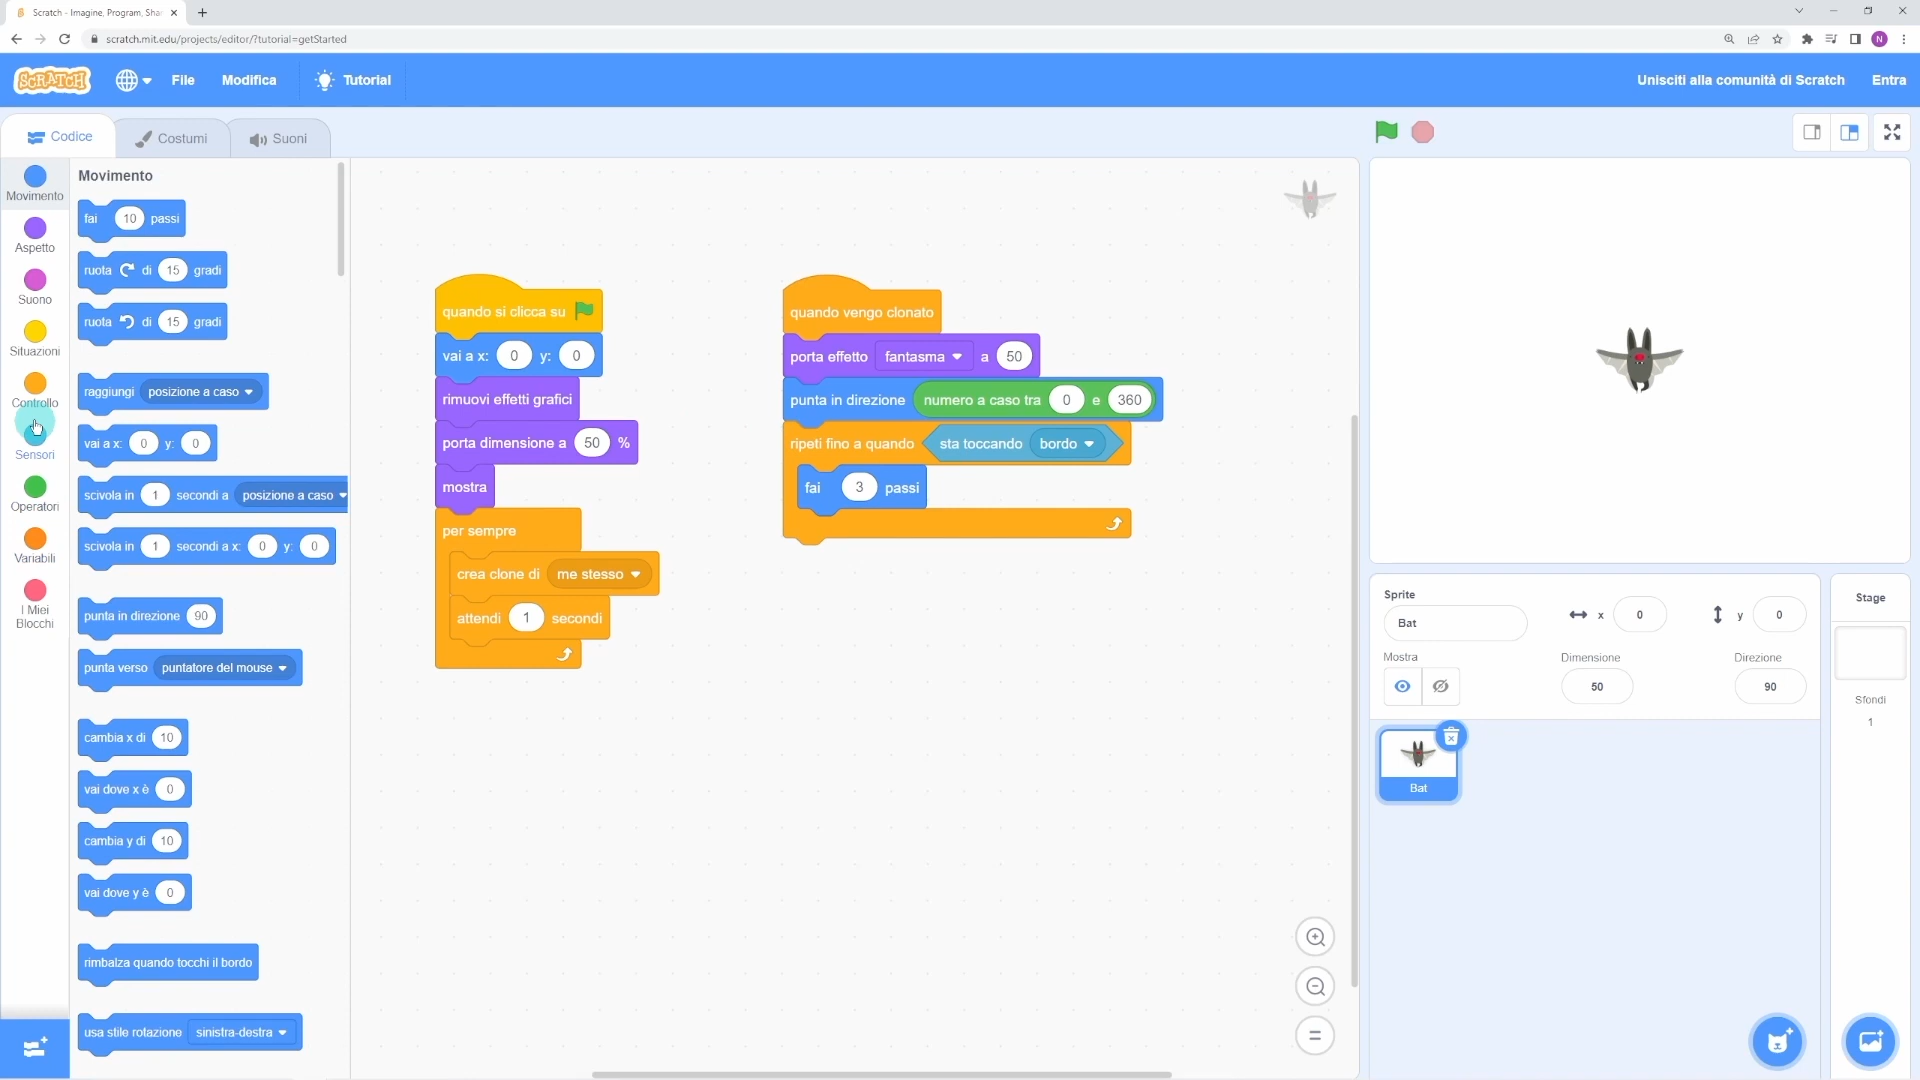 Scratch - Imagine, Program, Sha
scratch.mit.edu/projects/editor/?tutorial=getStarted
N
SCRATCH
File
Modifica
Tutorial
Unisciti alla comunità di Scratch
Entra
Codice
Costumi
Suoni
Movimento
Aspetto
Suono
Situazioni
Controllo
Sensori
Operatori
Variabili
I Miei
Blocchi
Movimento
fai 10 passi
ruota di 15 gradi
ruota di 15 gradi
raggiungi posizione a caso
vai a x: 0 y: 0
scivola in 1 secondi a posizione a caso
scivola in 1 secondi a x: 0 y: 0
punta in direzione 90
punta verso puntatore del mouse
cambia x di 10
vai dove x è 0
cambia y di 10
vai dove y è 0
rimbalza quando tocchi il bordo
usa stile rotazione sinistra-destra
quando si clicca su
vai a x: 0 y: 0
rimuovi effetti grafici
porta dimensione a 50 %
mostra
per sempre
crea clone di me stesso
attendi 1 secondi
quando vengo clonato
porta effetto fantasma a 50
punta in direzione numero a caso tra 0 e 360
ripeti fino a quando sta toccando bordo
fai 3 passi
Sprite
Bat
x 0
y 0
Mostra
Dimensione
50
Direzione
90
Bat
Stage
Sfondi
1